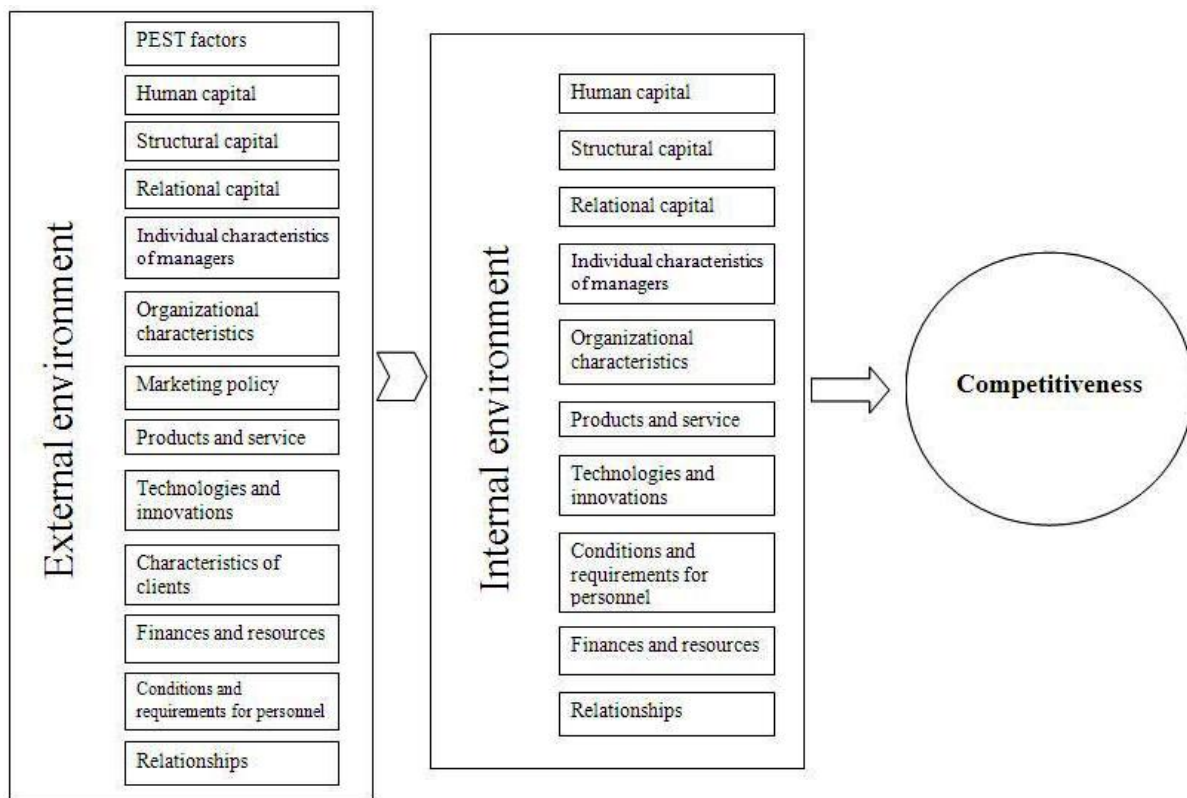 External environment
PEST factors
Human capital
Structural capital
Relational capital
Individual characteristics
of managers
Organizational
characteristics
Marketing policy
Products and service
Technologies and
innovations
Characteristics of
clients
Finances and resources
Conditions and
requirements for personnel
Relationships
Internal environment
Human capital
Structural capital
Relational capital
Individual characteristics
of managers
Organizational
characteristics
Products and service
Technologies and
innovations
Conditions and
requirements for
personnel
Finances and resources
Relationships
Competitiveness